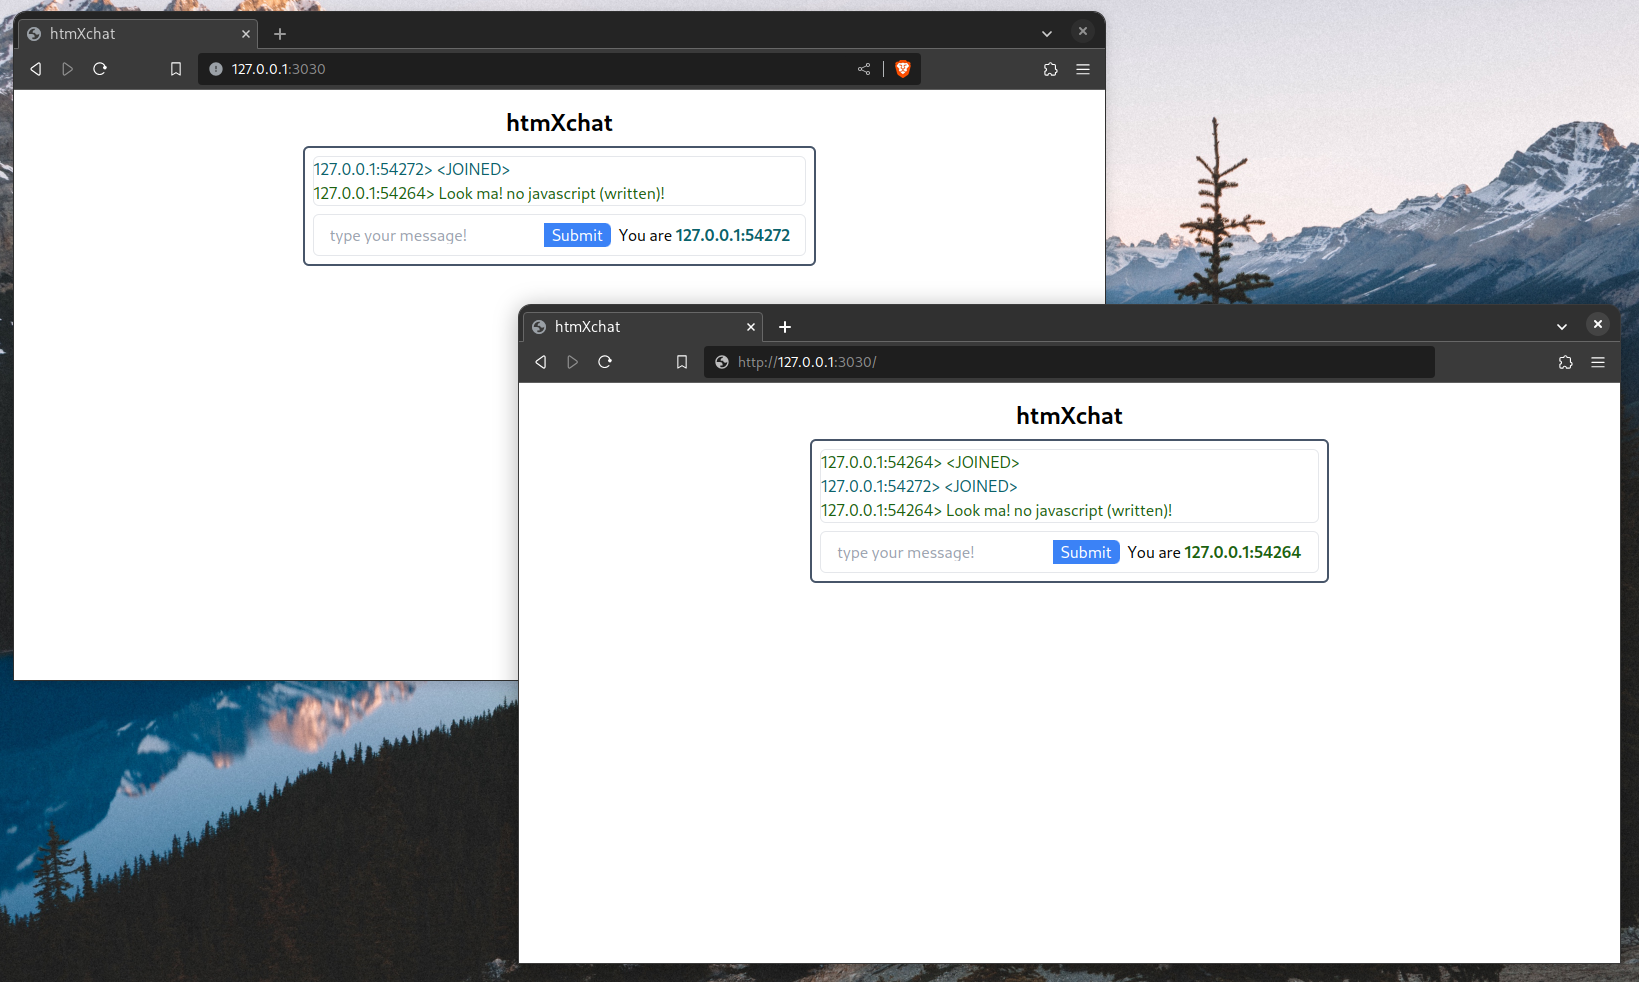 htmXchat
127.0.0.1:3030
htmXchat
127.0.0.1:54272> <JOINED>
127.0.0.1:54264> Look ma! no javascript (written)!
type your message! Submit You are 127.0.0.1:54272
htmXchat
http://127.0.0.1:3030/
htmXchat
127.0.0.1:54264> <JOINED>
127.0.0.1:54272> <JOINED>
127.0.0.1:54264> Look ma! no javascript (written)!
type your message! Submit You are 127.0.0.1:54264